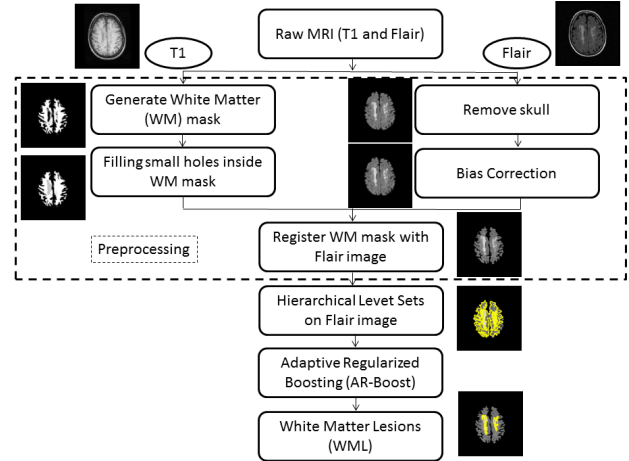 Raw MRI (T1 and Flair)
T1
Flair
Generate White Matter
(WM) mask
Remove skull
Filling small holes inside
WM mask
Bias Correction
Preprocessing
Register WM mask with
Flair image
Hierarchical Levet Sets
on Flair image
Adaptive Regularized
Boosting (AR-Boost)
White Matter Lesions
(WML)